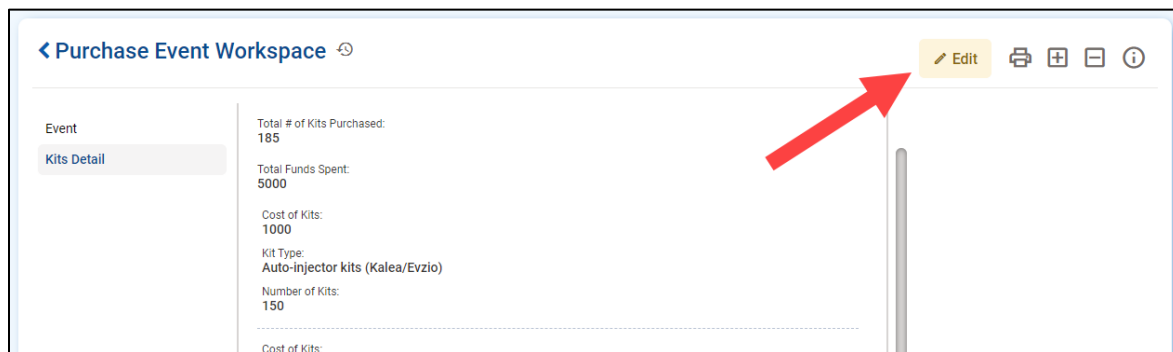 Purchase Event Workspace
Edit
Event
Kits Detail
Total # of Kits Purchased:
185
Total Funds Spent:
5000
Cost of Kits:
1000
Kit Type:
Auto-injector kits (Kalea/Evzio)
Number of Kits:
150
Cost of Kits: